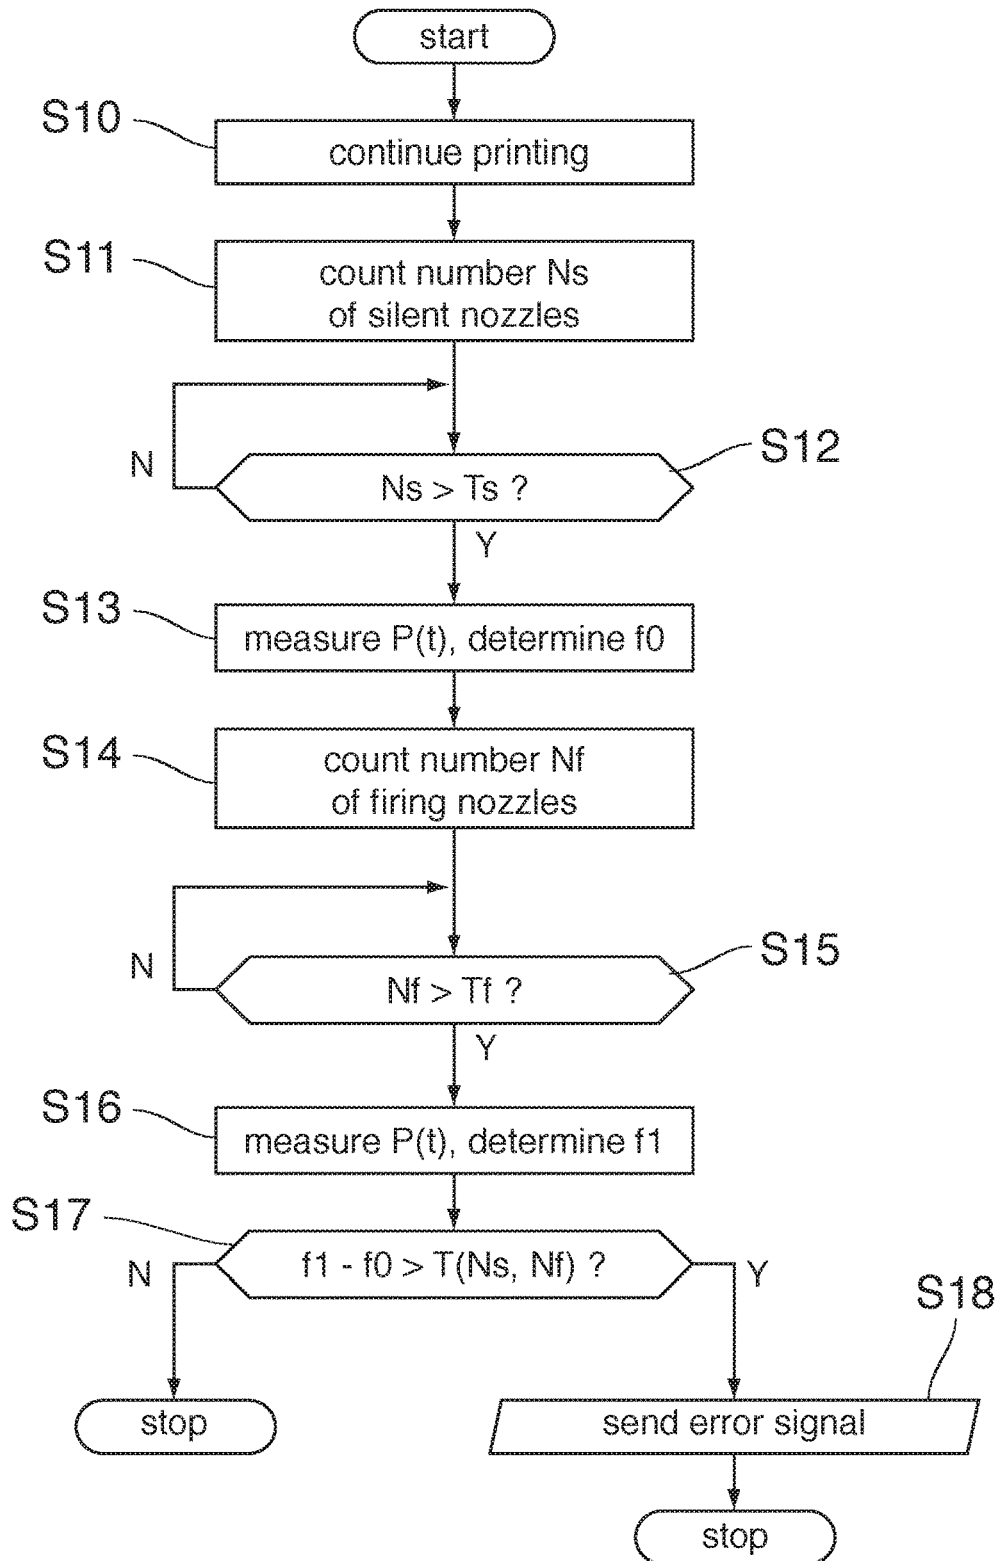 start
S10
continue printing
S11
count number Ns
of silent nozzles
N
S12
Ns > Ts ?
Y
S13
measure P(t), determine f0
S14
count number Nf
of firing nozzles
N
S15
Nf > Tf ?
Y
S16
measure P(t), determine f1
S17
N
f1 - f0 > T(Ns, Nf) ?
Y
S18
stop
send error signal
stop